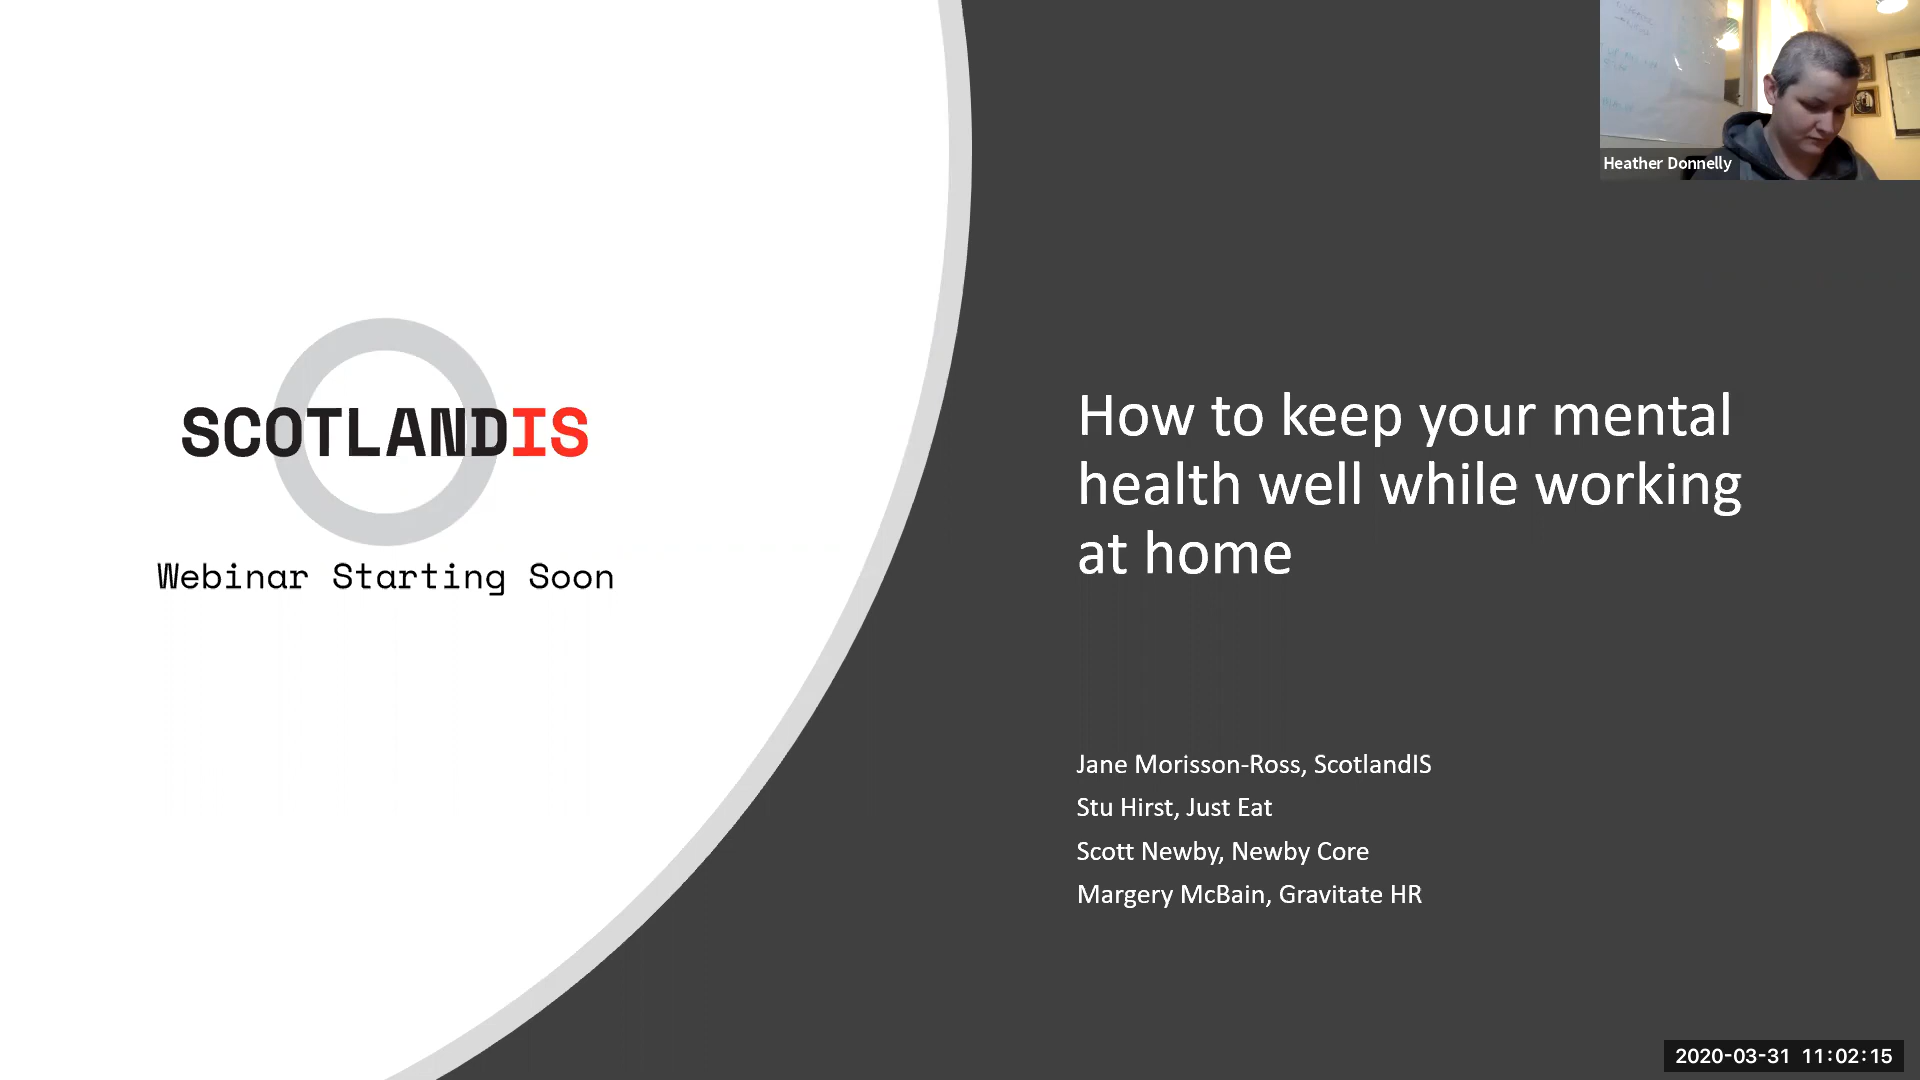 SCOTLANDIS
Webinar Starting Soon
How to keep your mental
health well while working
at home
Jane Morisson-Ross, ScotlandIS
Stu Hirst, Just Eat
Scott Newby, Newby Core
Margery McBain, Gravitate HR
Heather Donnelly
2020-03-31 11:02:15